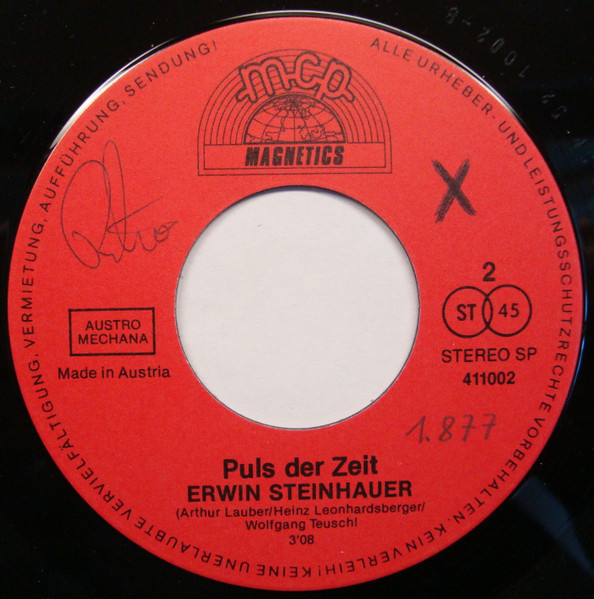 mcp
MAGNETICS
ALLE URHEBER- UND LEISTUNGSSCHUTZRECHTE VORBEHALTEN · KEIN VERLEIH! KEINE UNERLAUBTE VERVIELFÄLTIGUNG, VERMIETUNG, AUFFÜHRUNG, SENDUNG!
X
2
ST 45
STEREO SP
411002
AUSTRO
MECHANA
Made in Austria
1.877
Puls der Zeit
ERWIN STEINHAUER
(Arthur Lauber/Heinz Leonhardsberger/
Wolfgang Teuschl
3'08